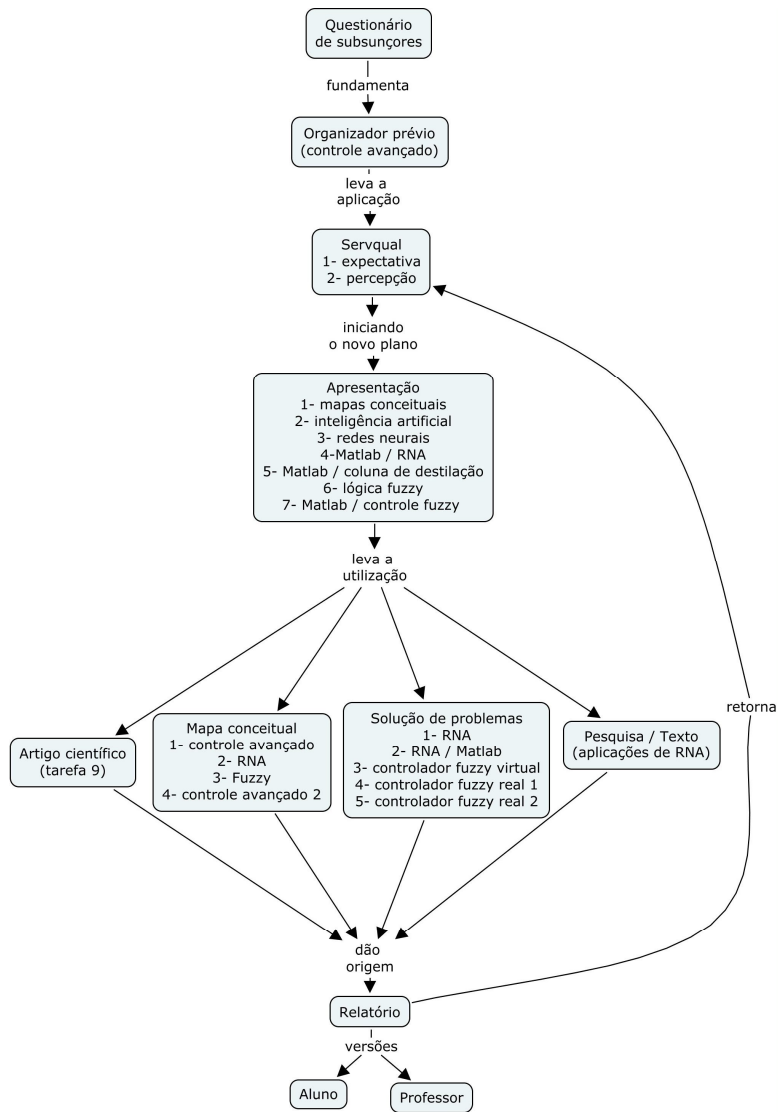 Questionário
de subsunçores
fundamenta
Organizador prévio
(controle avançado)
leva a
aplicação
Servqual
1- expectativa
2- percepção
iniciando
o novo plano
Apresentação
1- mapas conceituais
2- inteligência artificial
3- redes neurais
4-Matlab / RNA
5- Matlab / coluna de destilação
6- lógica fuzzy
7- Matlab / controle fuzzy
leva a
utilização
retorna
Artigo científico
(tarefa 9)
Mapa conceitual
1- controle avançado
2- RNA
3- Fuzzy
4- controle avançado 2
Solução de problemas
1- RNA
2- RNA / Matlab
3- controlador fuzzy virtual
4- controlador fuzzy real 1
5- controlador fuzzy real 2
Pesquisa / Texto
(aplicações de RNA)
dão
origem
Relatório
versões
Aluno
Professor